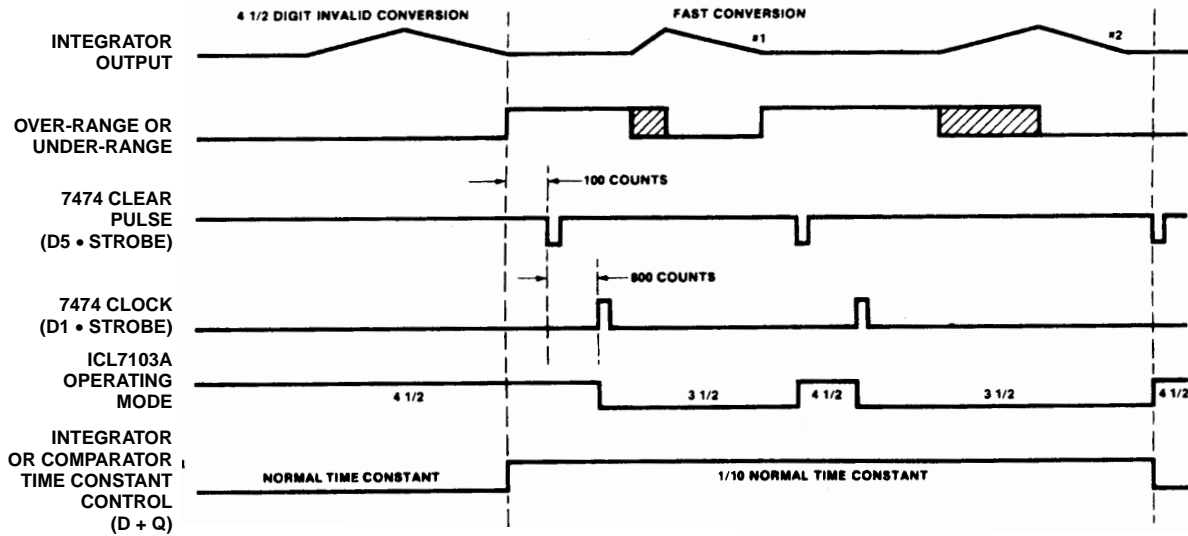 4 1/2 DIGIT INVALID CONVERSION
FAST CONVERSION
INTEGRATOR
OUTPUT
#1
#2
OVER-RANGE OR
UNDER-RANGE
100 COUNTS
7474 CLEAR
PULSE
(D5 • STROBE)
800 COUNTS
7474 CLOCK
(D1 • STROBE)
ICL7103A
OPERATING
MODE
4 1/2
3 1/2
4 1/2
3 1/2
4 1/2
INTEGRATOR
OR COMPARATOR
TIME CONSTANT
CONTROL
(D + Q)
NORMAL TIME CONSTANT
1/10 NORMAL TIME CONSTANT